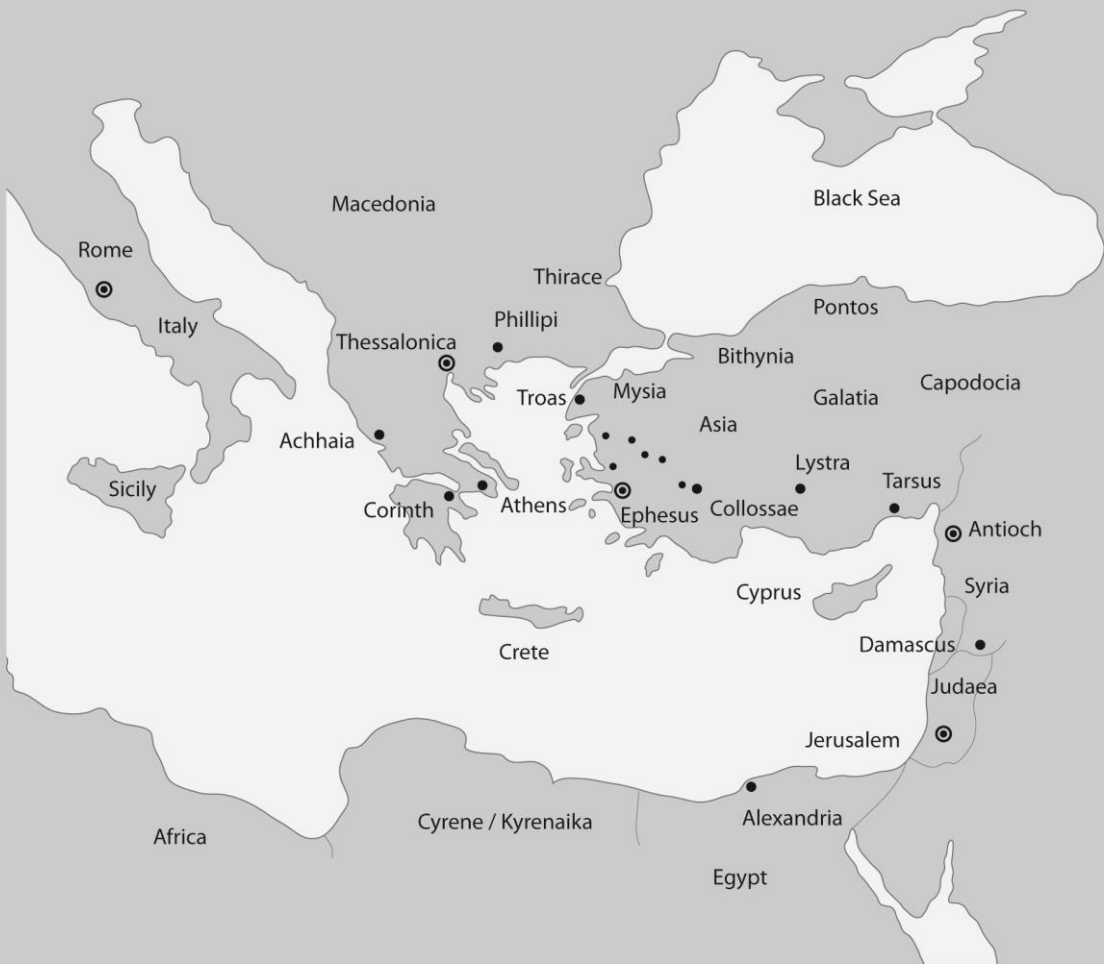 Black Sea
Macedonia
Rome
Thirace
Pontos
Italy
Phillipi
Thessalonica
Bithynia
Capodocia
Mysia
Troas
Galatia
Asia
Achhaia
Lystra
Sicily
Tarsus
Corinth
Athens
Ephesus
Collossae
Antioch
Cyprus
Syria
Crete
Damascus
Judaea
Jerusalem
Alexandria
Cyrene / Kyrenaika
Africa
Egypt